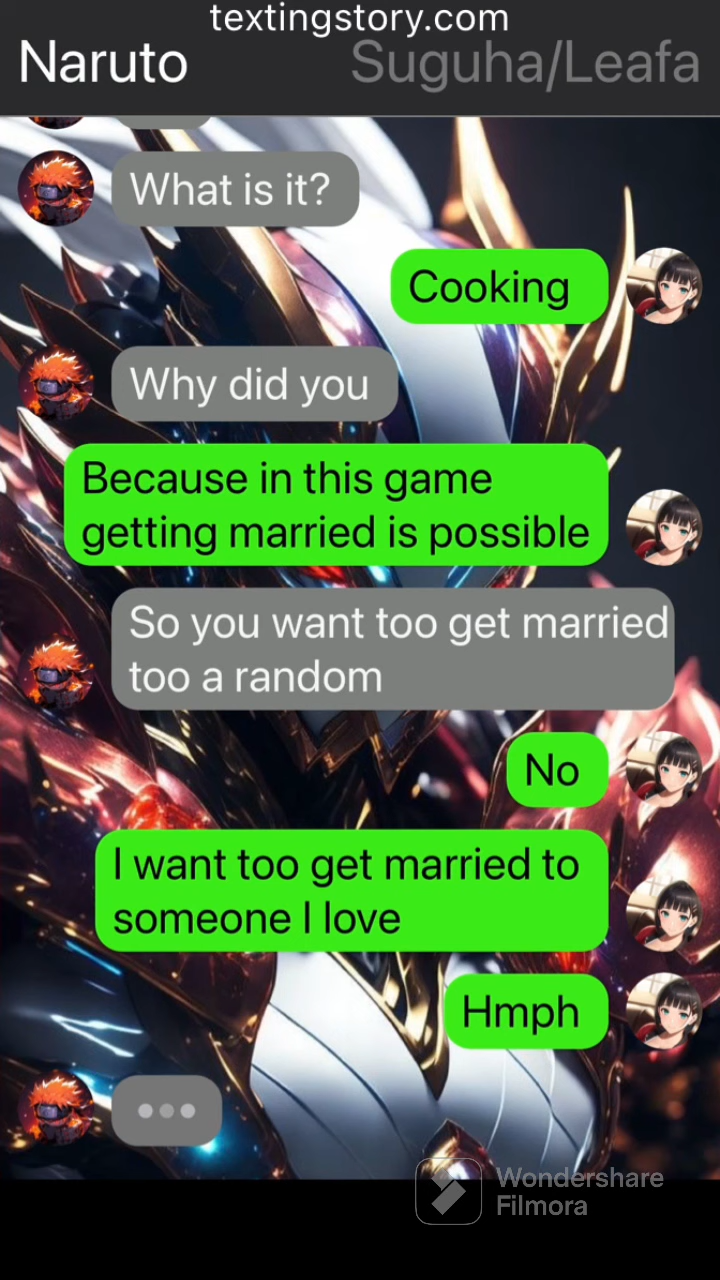 textingstory.com
Naruto
Suguha/Leafa
What is it?
Cooking
Why did you
Because in this game
getting married is possible
So you want too get married
too a random
No
I want too get married to
someone I love
Hmph
Wondershare
Filmora